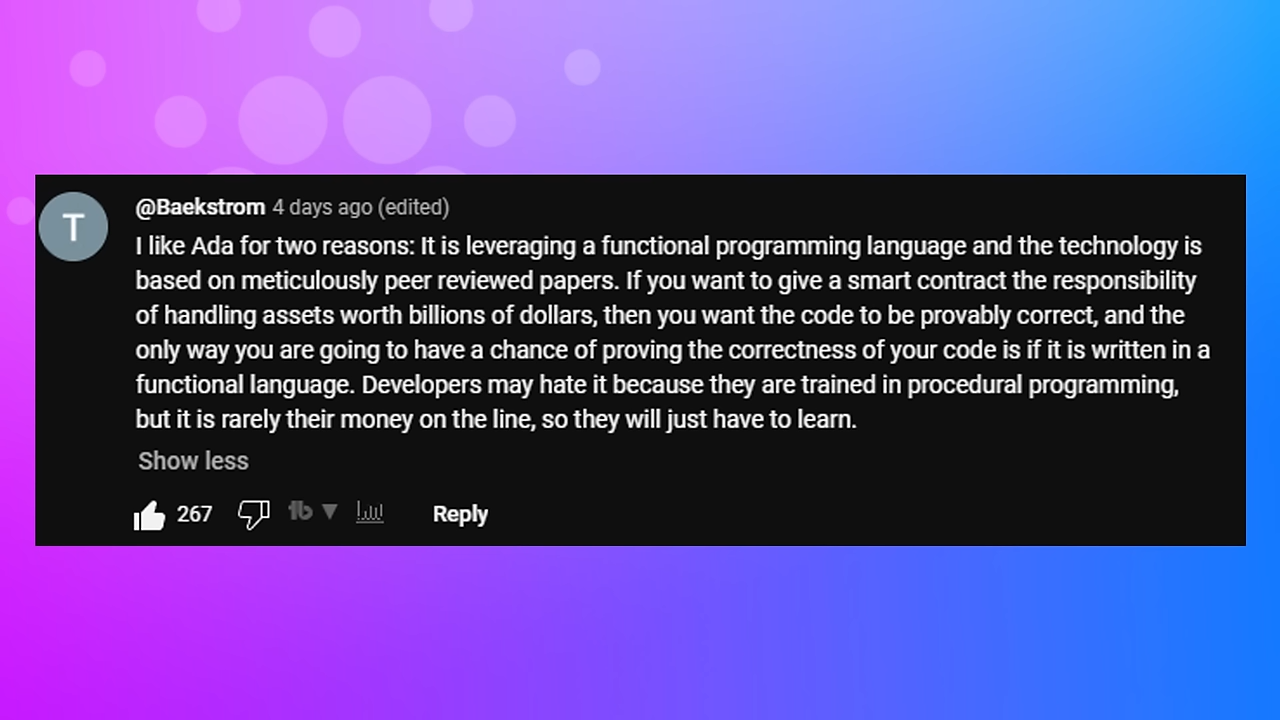 T
@Baekstrom 4 days ago (edited)
I like Ada for two reasons: It is leveraging a functional programming language and the technology is
based on meticulously peer reviewed papers. If you want to give a smart contract the responsibility
of handling assets worth billions of dollars, then you want the code to be provably correct, and the
only way you are going to have a chance of proving the correctness of your code is if it is written in a
functional language. Developers may hate it because they are trained in procedural programming,
but it is rarely their money on the line, so they will just have to learn.
Show less
267 tb Reply